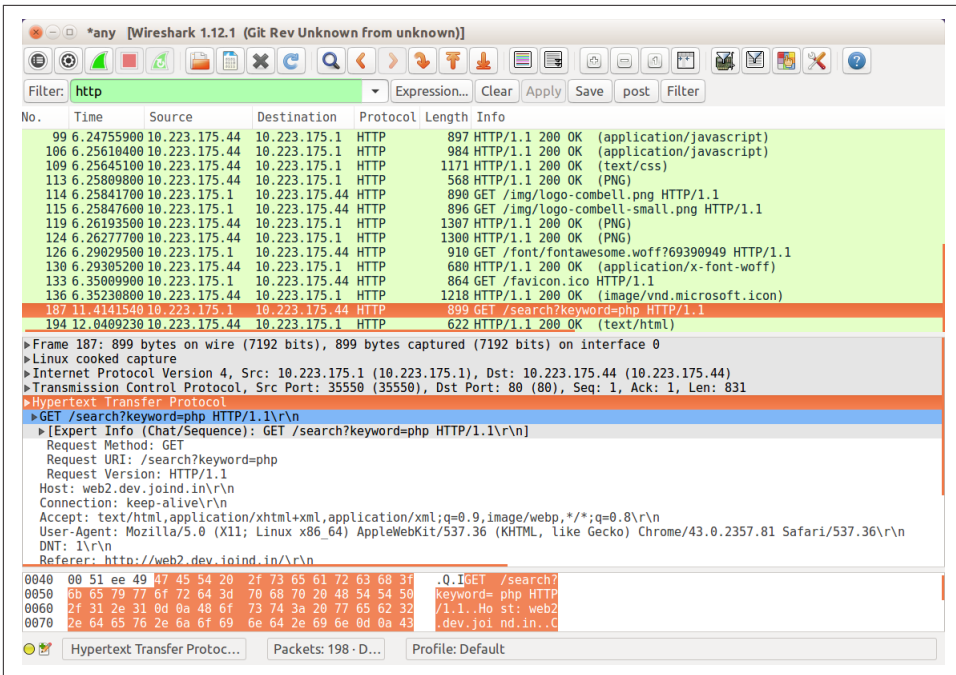 *any [Wireshark 1.12.1 (Git Rev Unknown from unknown)]
Filter: http Expression... Clear Apply Save post Filter
No. Time Source Destination Protocol Length Info
99 6.24755900 10.223.175.44 10.223.175.1 HTTP 897 HTTP/1.1 200 OK (application/javascript)
106 6.25610400 10.223.175.44 10.223.175.1 HTTP 984 HTTP/1.1 200 OK (application/javascript)
109 6.25645100 10.223.175.44 10.223.175.1 HTTP 1171 HTTP/1.1 200 OK (text/css)
113 6.25809800 10.223.175.44 10.223.175.1 HTTP 568 HTTP/1.1 200 OK (PNG)
114 6.25841700 10.223.175.1 10.223.175.44 HTTP 890 GET /img/logo-combell.png HTTP/1.1
115 6.25847600 10.223.175.1 10.223.175.44 HTTP 896 GET /img/logo-combell-small.png HTTP/1.1
119 6.26193500 10.223.175.44 10.223.175.1 HTTP 1307 HTTP/1.1 200 OK (PNG)
124 6.26277700 10.223.175.44 10.223.175.1 HTTP 1300 HTTP/1.1 200 OK (PNG)
126 6.29029500 10.223.175.1 10.223.175.44 HTTP 910 GET /font/fontawesome.woff?69390949 HTTP/1.1
130 6.29305200 10.223.175.44 10.223.175.1 HTTP 680 HTTP/1.1 200 OK (application/x-font-woff)
133 6.35009900 10.223.175.1 10.223.175.44 HTTP 864 GET /favicon.ico HTTP/1.1
136 6.35230800 10.223.175.44 10.223.175.1 HTTP 1218 HTTP/1.1 200 OK (image/vnd.microsoft.icon)
187 11.4141540 10.223.175.1 10.223.175.44 HTTP 899 GET /search?keyword=php HTTP/1.1
194 12.0409230 10.223.175.44 10.223.175.1 HTTP 622 HTTP/1.1 200 OK (text/html)
Frame 187: 899 bytes on wire (7192 bits), 899 bytes captured (7192 bits) on interface 0
Linux cooked capture
Internet Protocol Version 4, Src: 10.223.175.1 (10.223.175.1), Dst: 10.223.175.44 (10.223.175.44)
Transmission Control Protocol, Src Port: 35550 (35550), Dst Port: 80 (80), Seq: 1, Ack: 1, Len: 831
Hypertext Transfer Protocol
GET /search?keyword=php HTTP/1.1\r\n
[Expert Info (Chat/Sequence): GET /search?keyword=php HTTP/1.1\r\n]
Request Method: GET
Request URI: /search?keyword=php
Request Version: HTTP/1.1
Host: web2.dev.joind.in\r\n
Connection: keep-alive\r\n
Accept: text/html,application/xhtml+xml,application/xml;q=0.9,image/webp,*/*;q=0.8\r\n
User-Agent: Mozilla/5.0 (X11; Linux x86_64) AppleWebKit/537.36 (KHTML, like Gecko) Chrome/43.0.2357.81 Safari/537.36\r\n
DNT: 1\r\n
Referer: http://web2.dev.joind.in/\r\n
0040 00 51 ee 49 47 45 54 20 2f 73 65 61 72 63 68 3f .Q.IGET /search?
0050 6b 65 79 77 6f 72 64 3d 70 68 70 20 48 54 54 50 keyword= php HTTP
0060 2f 31 2e 31 0d 0a 48 6f 73 74 3a 20 77 65 62 32 /1.1..Ho st: web2
0070 2e 64 65 76 2e 6a 6f 69 6e 64 2e 69 6e 0d 0a 43 .dev.joi nd.in..C
Hypertext Transfer Protoc... Packets: 198 · D... Profile: Default